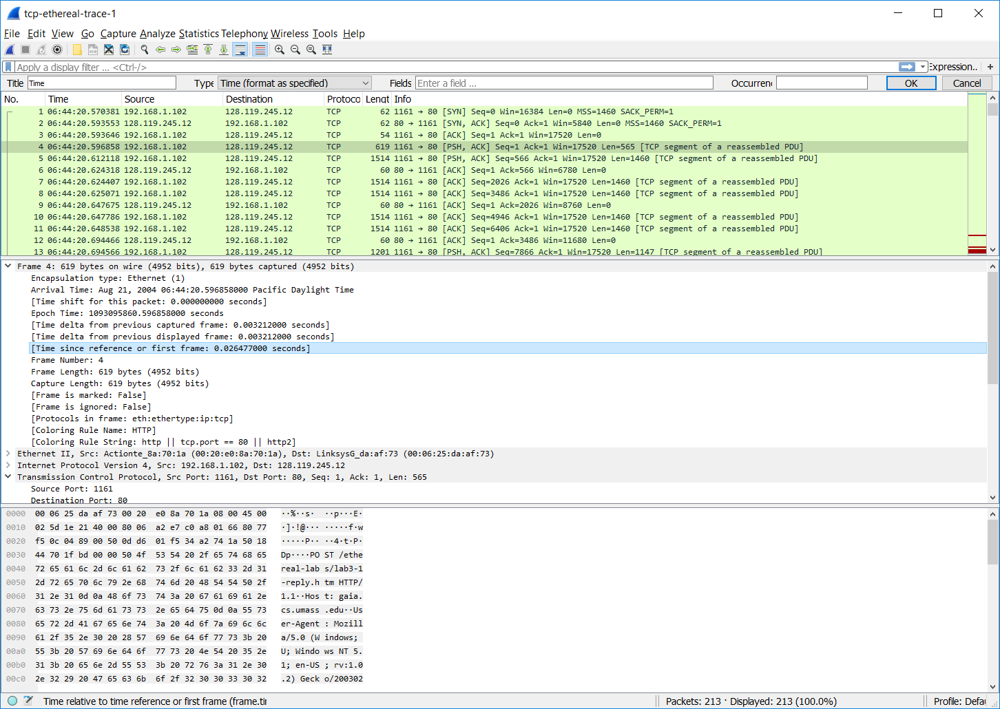 tcp-ethereal-trace-1
File Edit View Go Capture Analyze Statistics Telephony Wireless Tools Help
Apply a display filter ... <Ctrl-/> Expression... +
Title Time Type Time (format as specified) Fields Enter a field ... Occurren OK Cancel
No. Time Source Destination Protoco Lengt Info
1 06:44:20.570381 192.168.1.102 128.119.245.12 TCP 62 1161 → 80 [SYN] Seq=0 Win=16384 Len=0 MSS=1460 SACK_PERM=1
2 06:44:20.593553 128.119.245.12 192.168.1.102 TCP 62 80 → 1161 [SYN, ACK] Seq=0 Ack=1 Win=5840 Len=0 MSS=1460 SACK_PERM=1
3 06:44:20.593646 192.168.1.102 128.119.245.12 TCP 54 1161 → 80 [ACK] Seq=1 Ack=1 Win=17520 Len=0
4 06:44:20.596858 192.168.1.102 128.119.245.12 TCP 619 1161 → 80 [PSH, ACK] Seq=1 Ack=1 Win=17520 Len=565 [TCP segment of a reassembled PDU]
5 06:44:20.612118 192.168.1.102 128.119.245.12 TCP 1514 1161 → 80 [PSH, ACK] Seq=566 Ack=1 Win=17520 Len=1460 [TCP segment of a reassembled PDU]
6 06:44:20.624318 128.119.245.12 192.168.1.102 TCP 60 80 → 1161 [ACK] Seq=1 Ack=566 Win=6780 Len=0
7 06:44:20.624407 192.168.1.102 128.119.245.12 TCP 1514 1161 → 80 [ACK] Seq=2026 Ack=1 Win=17520 Len=1460 [TCP segment of a reassembled PDU]
8 06:44:20.625071 192.168.1.102 128.119.245.12 TCP 1514 1161 → 80 [ACK] Seq=3486 Ack=1 Win=17520 Len=1460 [TCP segment of a reassembled PDU]
9 06:44:20.647675 128.119.245.12 192.168.1.102 TCP 60 80 → 1161 [ACK] Seq=1 Ack=2026 Win=8760 Len=0
10 06:44:20.647786 192.168.1.102 128.119.245.12 TCP 1514 1161 → 80 [ACK] Seq=4946 Ack=1 Win=17520 Len=1460 [TCP segment of a reassembled PDU]
11 06:44:20.648538 192.168.1.102 128.119.245.12 TCP 1514 1161 → 80 [ACK] Seq=6406 Ack=1 Win=17520 Len=1460 [TCP segment of a reassembled PDU]
12 06:44:20.694466 128.119.245.12 192.168.1.102 TCP 60 80 → 1161 [ACK] Seq=1 Ack=3486 Win=11680 Len=0
13 06:44:20.694566 192.168.1.102 128.119.245.12 TCP 1201 1161 → 80 [PSH, ACK] Seq=7866 Ack=1 Win=17520 Len=1147 [TCP segment of a reassembled PDU]
Frame 4: 619 bytes on wire (4952 bits), 619 bytes captured (4952 bits)
Encapsulation type: Ethernet (1)
Arrival Time: Aug 21, 2004 06:44:20.596858000 Pacific Daylight Time
[Time shift for this packet: 0.000000000 seconds]
Epoch Time: 1093095860.596858000 seconds
[Time delta from previous captured frame: 0.003212000 seconds]
[Time delta from previous displayed frame: 0.003212000 seconds]
[Time since reference or first frame: 0.026477000 seconds]
Frame Number: 4
Frame Length: 619 bytes (4952 bits)
Capture Length: 619 bytes (4952 bits)
[Frame is marked: False]
[Frame is ignored: False]
[Protocols in frame: eth:ethertype:ip:tcp]
[Coloring Rule Name: HTTP]
[Coloring Rule String: http || tcp.port == 80 || http2]
Ethernet II, Src: Actionte_8a:70:1a (00:20:e0:8a:70:1a), Dst: LinksysG_da:af:73 (00:06:25:da:af:73)
Internet Protocol Version 4, Src: 192.168.1.102, Dst: 128.119.245.12
Transmission Control Protocol, Src Port: 1161, Dst Port: 80, Seq: 1, Ack: 1, Len: 565
Source Port: 1161
Destination Port: 80
0000 00 06 25 da af 73 00 20 e0 8a 70 1a 08 00 45 00 ··%··s· ··p···E·
0010 02 5d 1e 21 40 00 80 06 a2 e7 c0 a8 01 66 80 77 ·]·!@··· ·····f·w
0020 f5 0c 04 89 00 50 0d d6 01 f5 34 a2 74 1a 50 18 ·····P·· ··4·t·P·
0030 44 70 1f bd 00 00 50 4f 53 54 20 2f 65 74 68 65 Dp····PO ST /ethe
0040 72 65 61 6c 2d 6c 61 62 73 2f 6c 61 62 33 2d 31 real-lab s/lab3-1
0050 2d 72 65 70 6c 79 2e 68 74 6d 20 48 54 54 50 2f -reply.h tm HTTP/
0060 31 2e 31 0d 0a 48 6f 73 74 3a 20 67 61 69 61 2e 1.1··Hos t: gaia.
0070 63 73 2e 75 6d 61 73 73 2e 65 64 75 0d 0a 55 73 cs.umass .edu··Us
0080 65 72 2d 41 67 65 6e 74 3a 20 4d 6f 7a 69 6c 6c er-Agent : Mozill
0090 61 2f 35 2e 30 20 28 57 69 6e 64 6f 77 73 3b 20 a/5.0 (W indows;
00a0 55 3b 20 57 69 6e 64 6f 77 73 20 4e 54 20 35 2e U; Windo ws NT 5.
00b0 31 3b 20 65 6e 2d 55 53 3b 20 72 76 3a 31 2e 30 1; en-US ; rv:1.0
00c0 2e 32 29 20 47 65 63 6b 6f 2f 32 30 30 33 30 32 .2) Geck o/200302
Time relative to time reference or first frame (frame.tir Packets: 213 · Displayed: 213 (100.0%) Profile: Defau